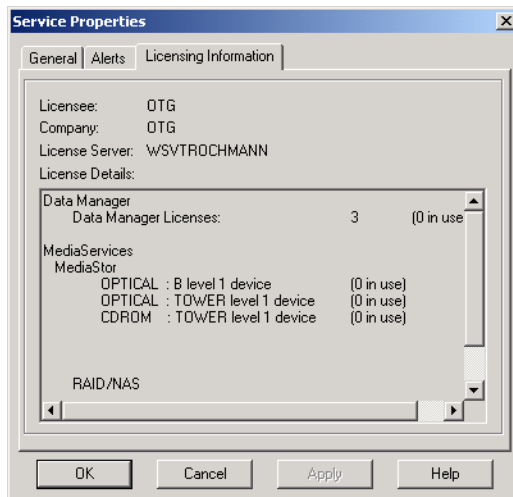 Service Properties
General Alerts Licensing Information
Licensee: OTG
Company: OTG
License Server: WSVTROCHMANN
License Details:
Data Manager
Data Manager Licenses: 3 (0 in use
MediaServices
MediaStor
OPTICAL : B level 1 device (0 in use)
OPTICAL : TOWER level 1 device (0 in use)
CDROM : TOWER level 1 device (0 in use)
RAID/NAS
OK Cancel Apply Help